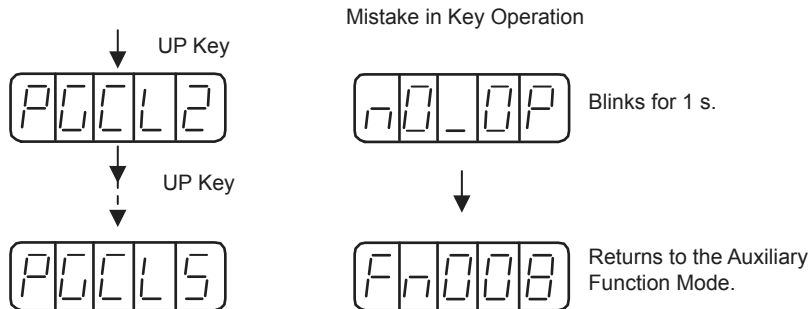 Mistake in Key Operation
UP Key
PGCL2
n0_0P
Blinks for 1 s.
UP Key
PGCL5
Fn008
Returns to the Auxiliary
Function Mode.